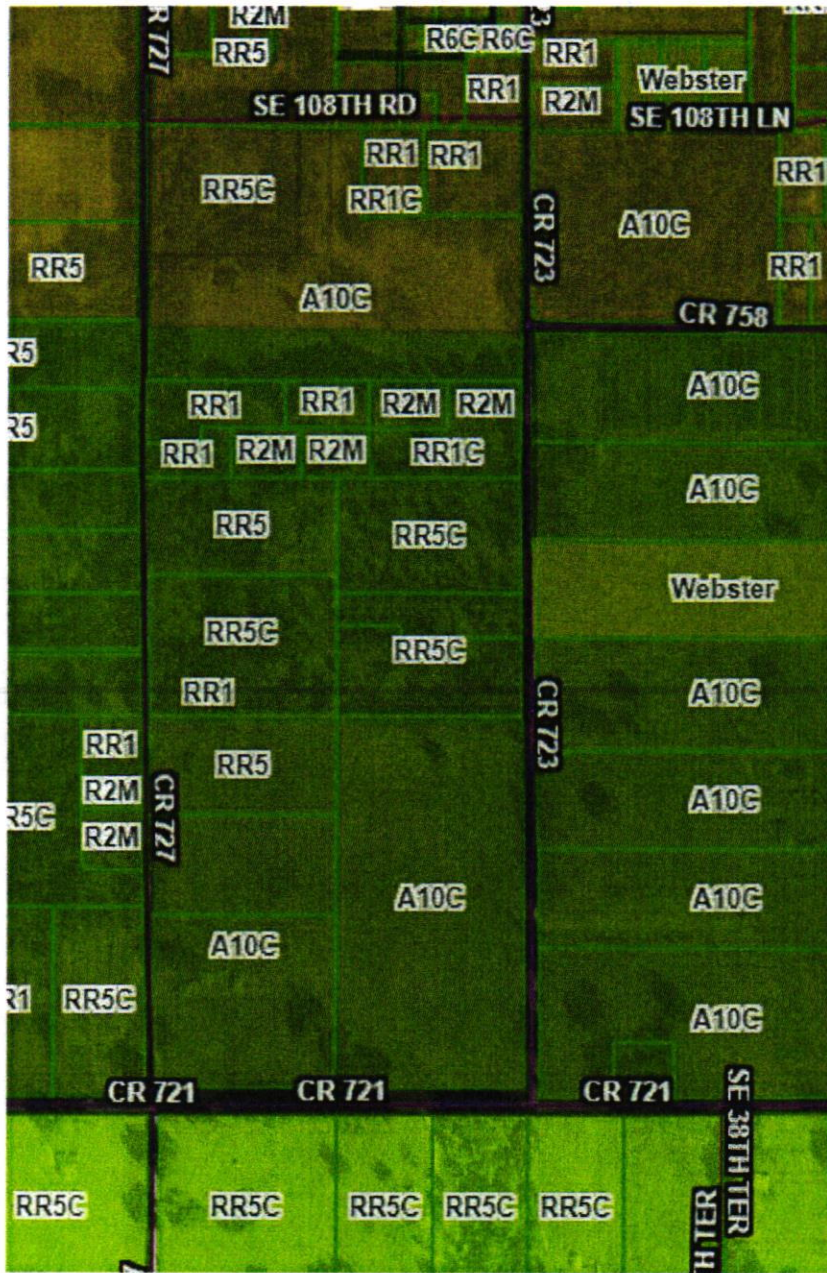 R2M
CR 727
RR5
R6C R6C
RR1
RR1
Webster
R2M
SE 108TH RD
SE 108TH LN
RR1 RR1
RR5C
RR1C
RR1
A10C
CR 723
RR5
RR1
A10C
CR 758
R5
A10C
RR1 RR1 R2M R2M
R5
RR1 R2M R2M RR1C
A10C
RR5
RR5C
Webster
RR5C
RR5C
RR1
A10C
CR 723
RR1
RR5
R2M
A10C
CR 727
R5C
R2M
A10C
A10C
A10C
R1
RR5C
A10C
CR 721 CR 721 CR 721
SE 38TH TER
RR5C RR5C RR5C RR5C RR5C
H TER